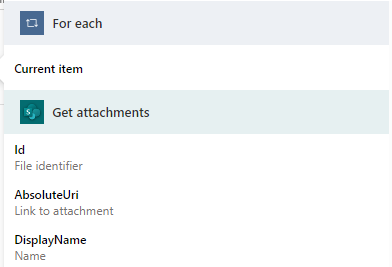 For each
Current item
Get attachments
Id
File identifier
AbsoluteUri
Link to attachment
DisplayName
Name